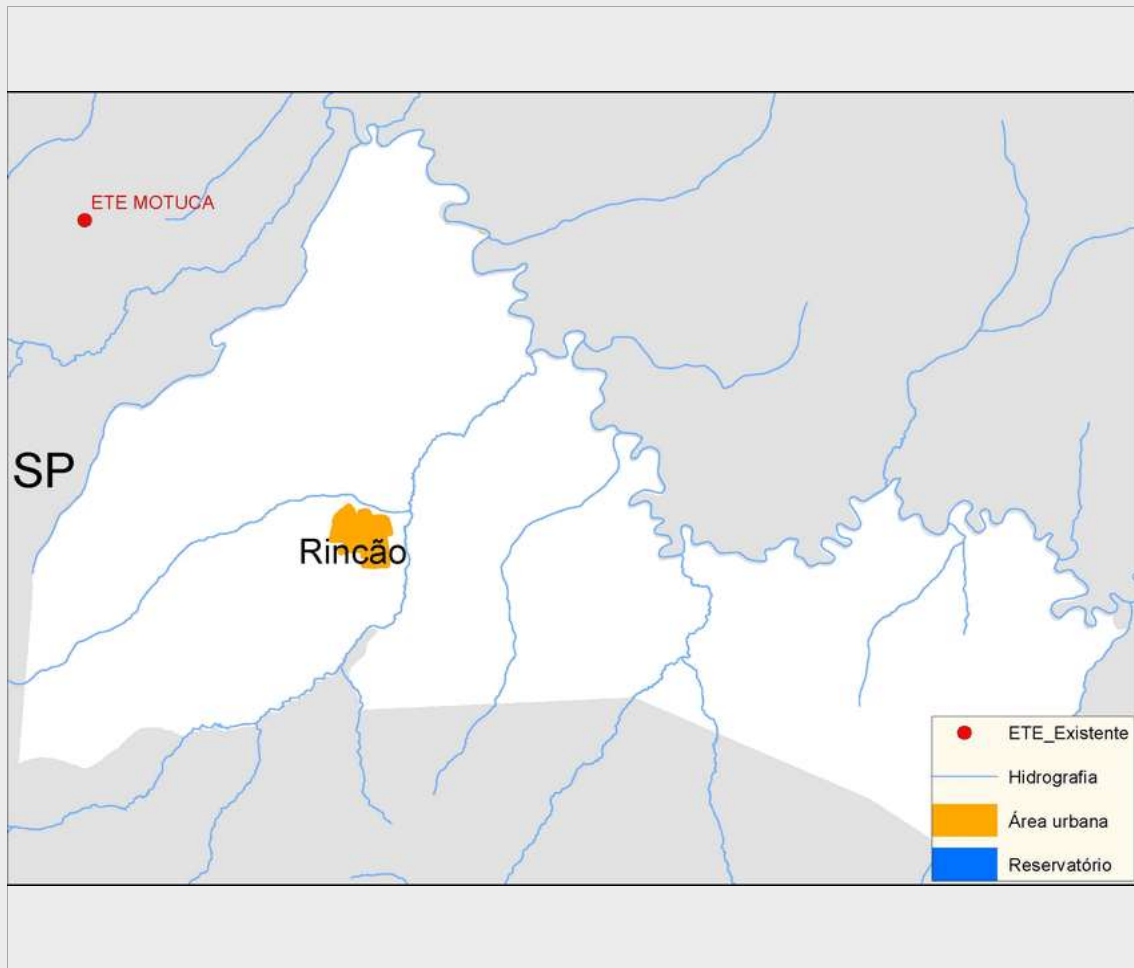 ETE MOTUCA
SP
Rincão
ETE_Existente
Hidrografia
Área urbana
Reservatório